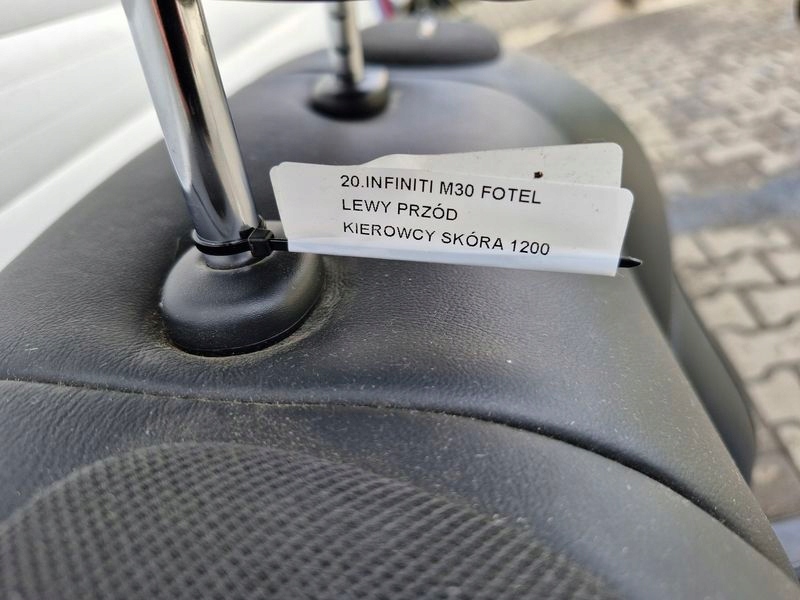 20.INFINITI M30 FOTEL
LEWY PRZÓD
KIEROWCY SKÓRA 1200